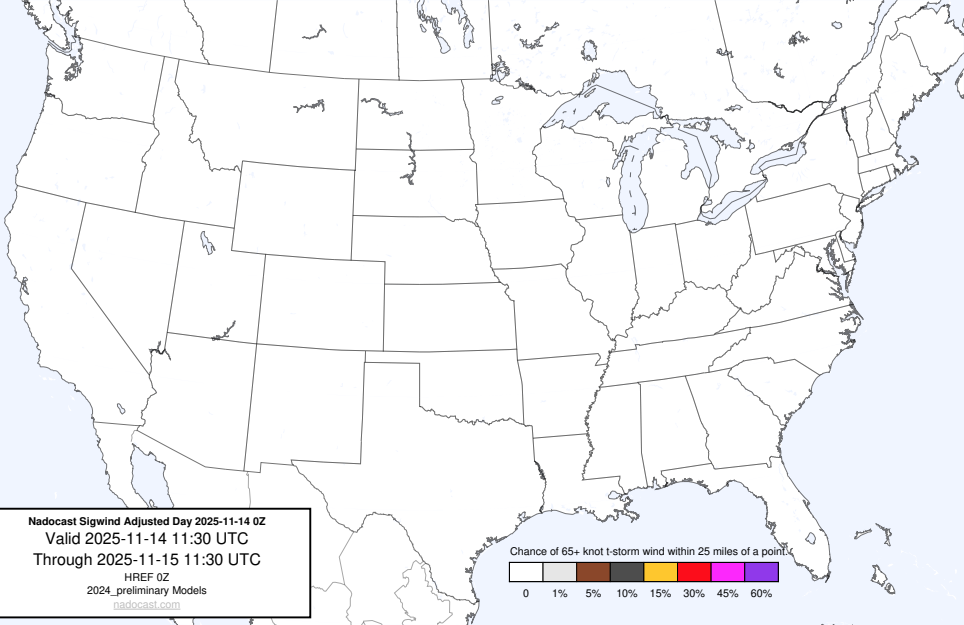 Nadocast Sigwind Adjusted Day 2025-11-14 0Z
Valid 2025-11-14 11:30 UTC
Through 2025-11-15 11:30 UTC
HREF 0Z
2024_preliminary Models
nadocast.com
Chance of 65+ knot t-storm wind within 25 miles of a point.
0 1% 5% 10% 15% 30% 45% 60%